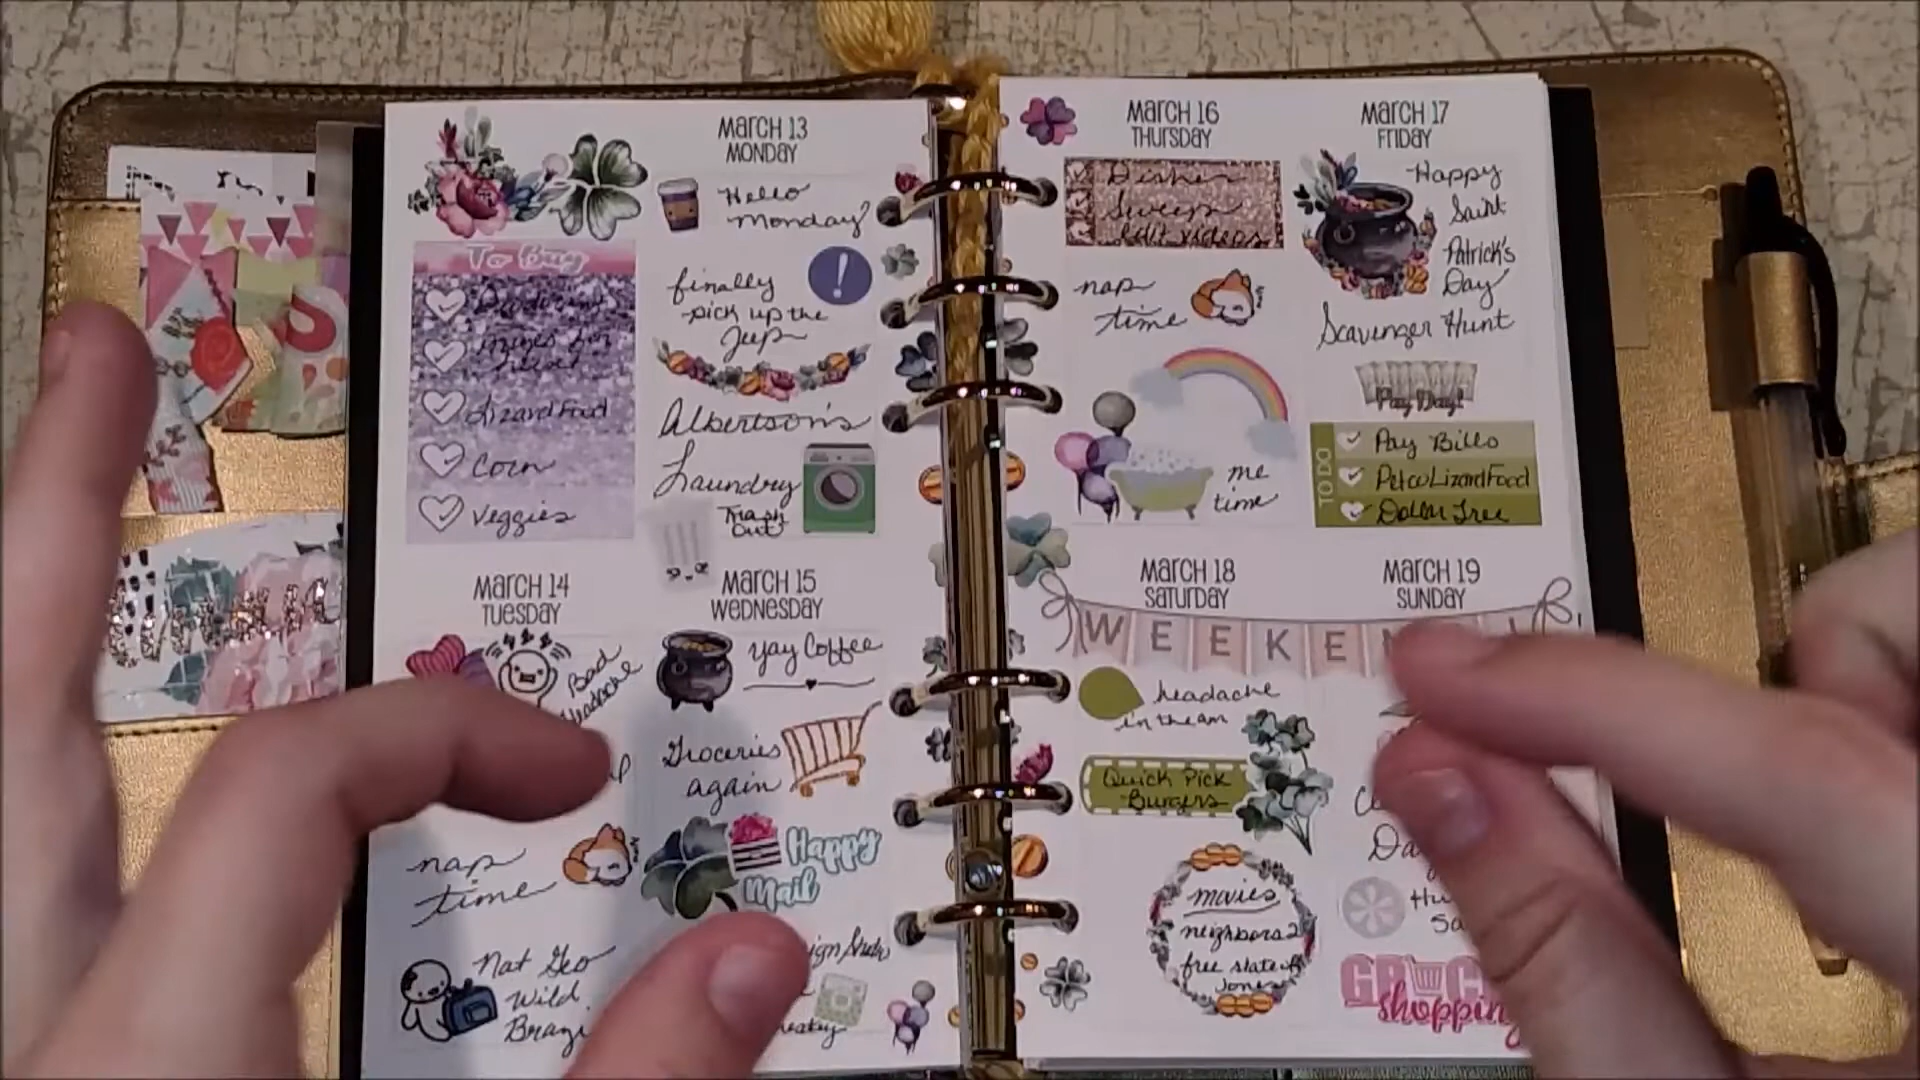 March 13
Monday
Hello
Monday!
To Buy
finally
pick up the
Jeep
Lizard Food
Corn
Veggies
Albertson's
Laundry
Trash
Out
March 14
Tuesday
Bad
Headache
nap
time
Nat Geo
Wild
March 15
Wednesday
Yay Coffee
Groceries
again
Happy
Mail
March 16
Thursday
Dishes
Sweep
edit videos
nap
time
me
time
March 17
Friday
Happy
Saint
Patrick's
Day
Scavenger Hunt
Pay Day!
TO DO
Pay Bills
Petco Lizard Food
Dollar Tree
March 18
Saturday
March 19
Sunday
headache
in the am
Quick Pick
Burgers
movies
neighbors 2
free state of
Jones
shopping